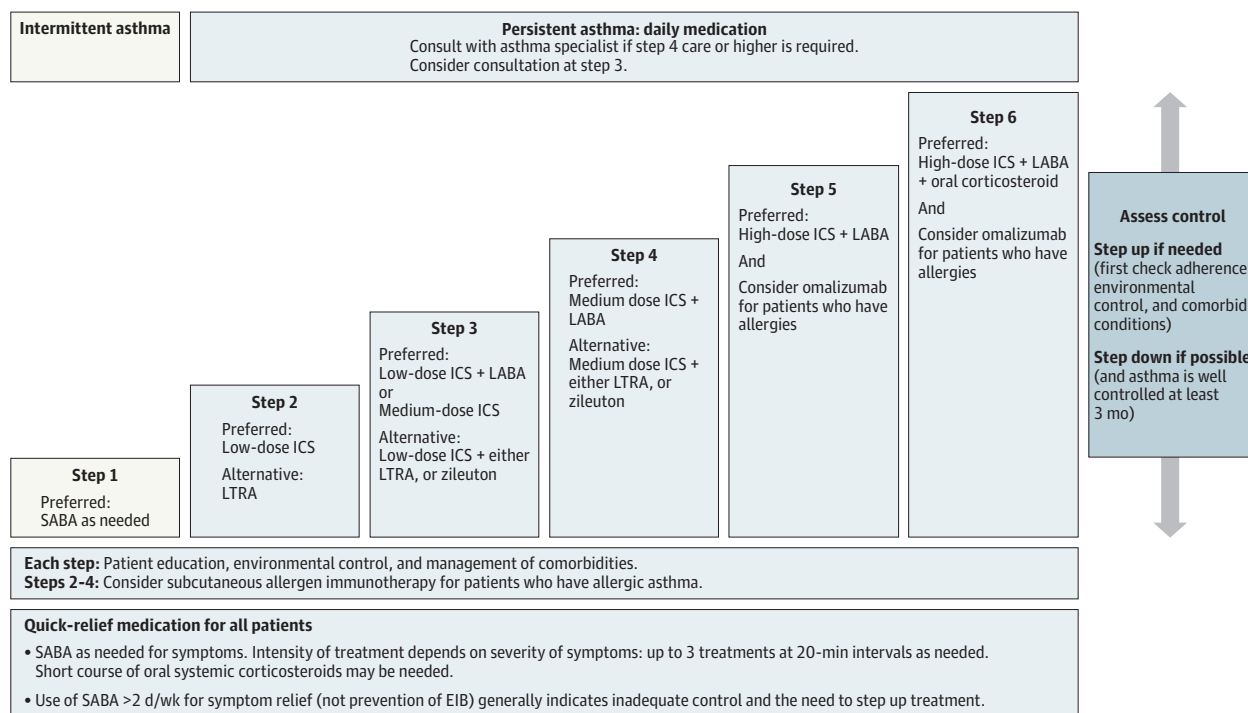 Intermittent asthma
Persistent asthma: daily medication
Consult with asthma specialist if step 4 care or higher is required.
Consider consultation at step 3.
Step 1
Preferred:
SABA as needed
Step 2
Preferred:
Low-dose ICS
Alternative:
LTRA
Step 3
Preferred:
Low-dose ICS + LABA
or
Medium-dose ICS
Alternative:
Low-dose ICS + either
LTRA, or zileuton
Step 4
Preferred:
Medium dose ICS +
LABA
Alternative:
Medium dose ICS +
either LTRA, or
zileuton
Step 5
Preferred:
High-dose ICS + LABA
And
Consider omalizumab
for patients who have
allergies
Step 6
Preferred:
High-dose ICS + LABA
+ oral corticosteroid
And
Consider omalizumab
for patients who have
allergies
Assess control
Step up if needed
(first check adherence
environmental
control, and comorbid
conditions)
Step down if possible
(and asthma is well
controlled at least
3 mo)
Each step: Patient education, environmental control, and management of comorbidities.
Steps 2-4: Consider subcutaneous allergen immunotherapy for patients who have allergic asthma.
Quick-relief medication for all patients
• SABA as needed for symptoms. Intensity of treatment depends on severity of symptoms: up to 3 treatments at 20-min intervals as needed.
Short course of oral systemic corticosteroids may be needed.
• Use of SABA >2 d/wk for symptom relief (not prevention of EIB) generally indicates inadequate control and the need to step up treatment.